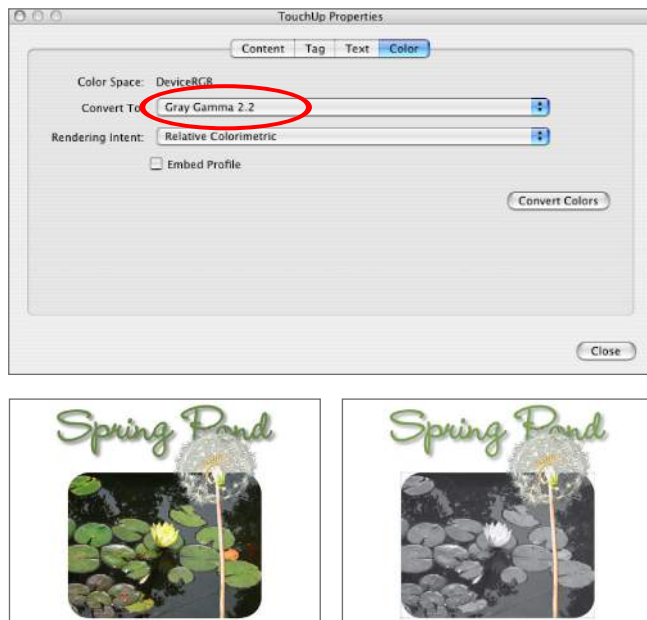 TouchUp Properties
Content Tag Text Color
Color Space: DeviceRGB
Convert To: Gray Gamma 2.2
Rendering Intent: Relative Colorimetric
Embed Profile
Convert Colors
Close
Spring Pond
Spring Pond